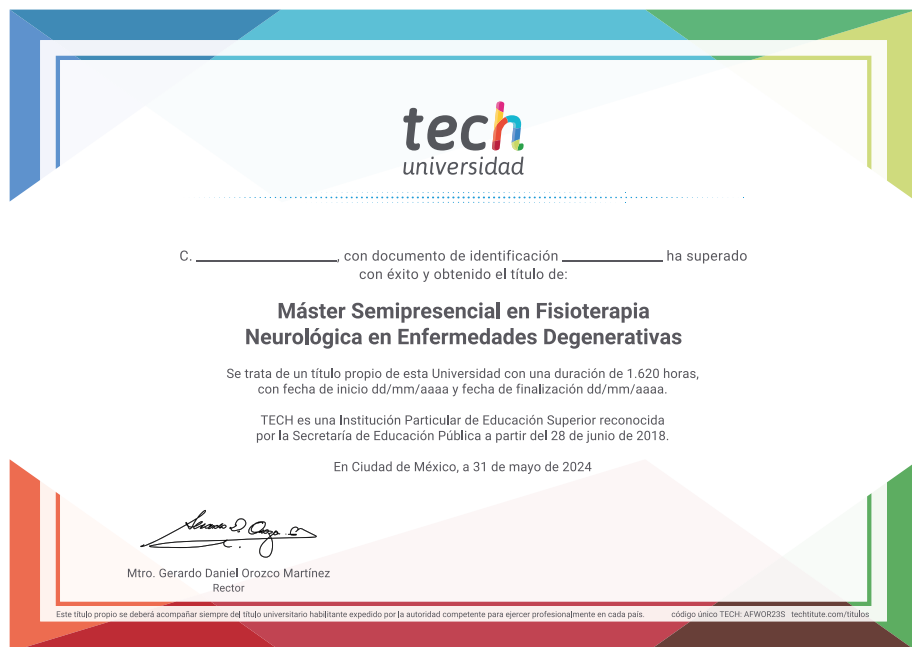 tech
universidad
C. ____________________, con documento de identificación ______________ ha superado
con éxito y obtenido el título de:
Máster Semipresencial en Fisioterapia
Neurológica en Enfermedades Degenerativas
Se trata de un título propio de esta Universidad con una duración de 1.620 horas,
con fecha de inicio dd/mm/aaaa y fecha de finalización dd/mm/aaaa.
TECH es una Institución Particular de Educación Superior reconocida
por la Secretaría de Educación Pública a partir del 28 de junio de 2018.
En Ciudad de México, a 31 de mayo de 2024
Mtro. Gerardo Daniel Orozco Martínez
Rector
Este título propio se deberá acompañar siempre del título universitario habilitante expedido por la autoridad competente para ejercer profesionalmente en cada país. código único TECH: AFWOR23S techtitute.com/titulos